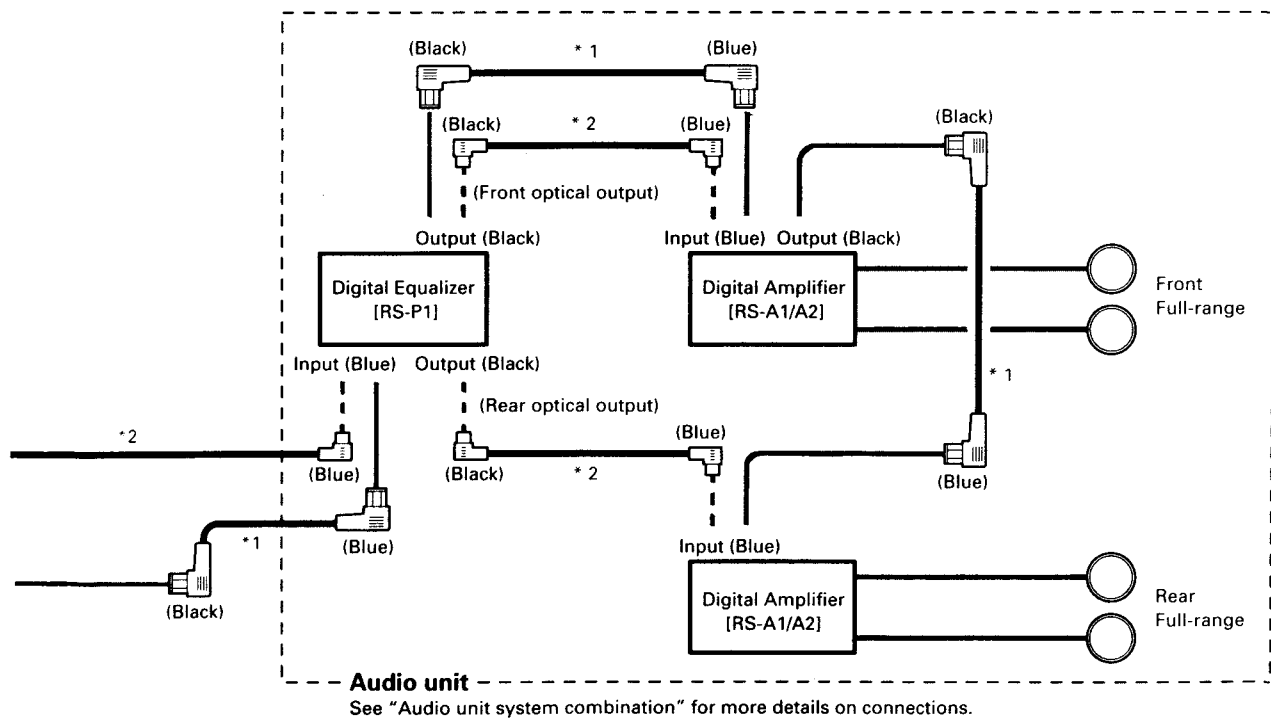 (Black) * 1 (Blue)
(Black) * 2 (Blue)
(Black)
(Front optical output)
Output (Black)
Input (Blue) Output (Black)
Digital Equalizer
[RS-P1]
Digital Amplifier
[RS-A1/A2]
Front
Full-range
Input (Blue) Output (Black)
* 1
(Rear optical output)
*2
(Blue)
(Blue)
(Black)
* 2
(Blue)
*1
(Blue)
(Black)
Input (Blue)
Digital Amplifier
[RS-A1/A2]
Rear
Full-range
Audio unit
See “Audio unit system combination” for more details on connections.